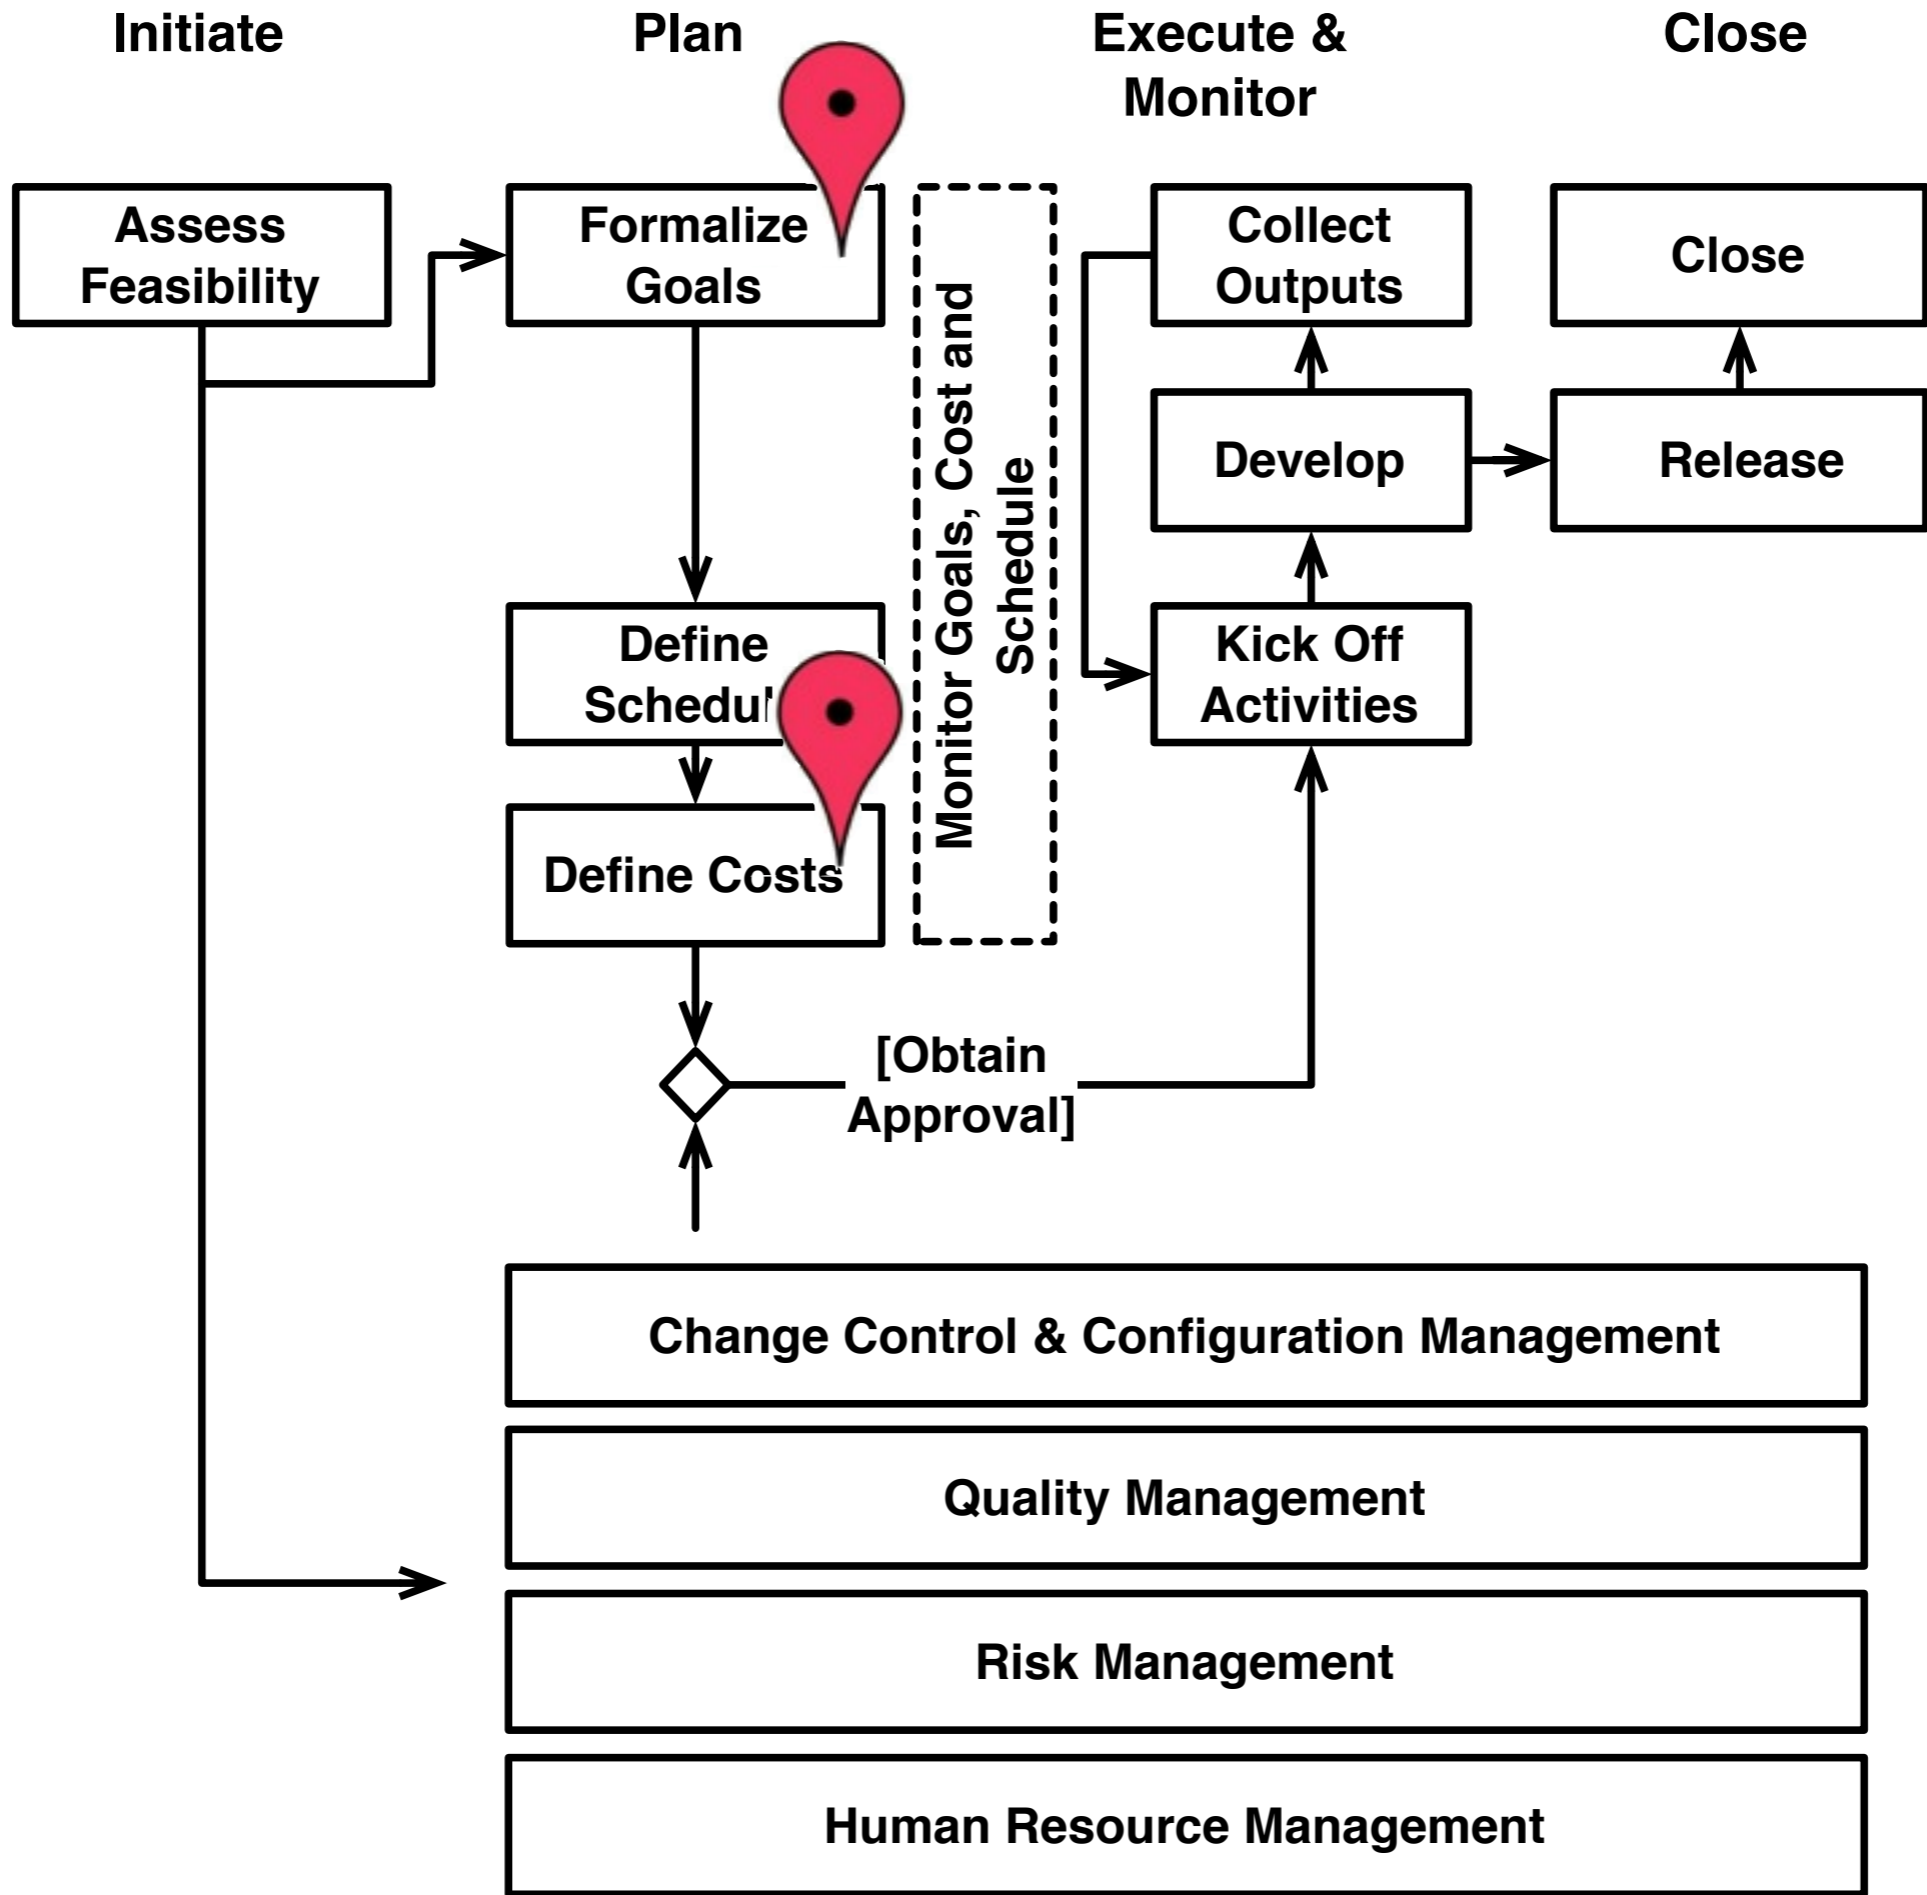 Initiate
Plan
Execute &
Monitor
Close
Assess
Feasibility
Formalize
Goals
Monitor Goals, Cost and
Schedule
Collect
Outputs
Close
Develop
Release
Define
Kick Off
Activities
Define Costs
[Obtain
Approval]
Change Control & Configuration Management
Quality Management
Risk Management
Human Resource Management